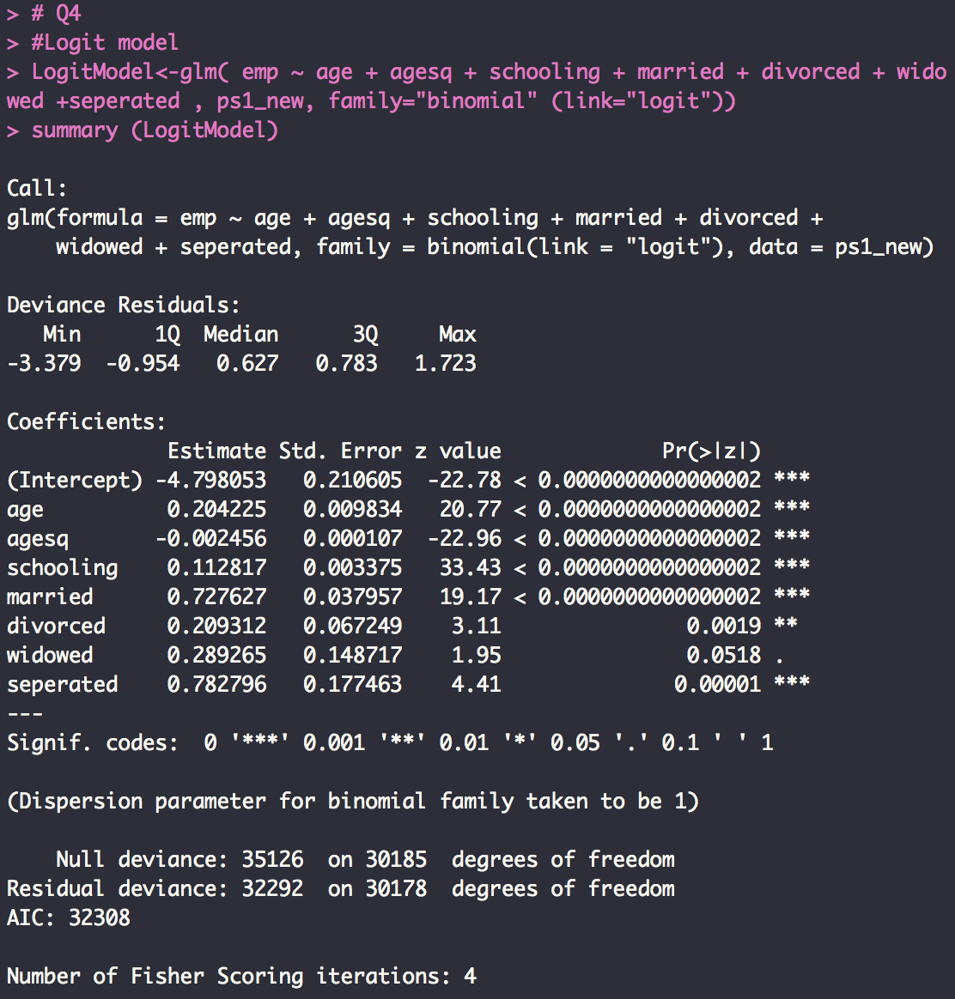 > # Q4
> #Logit model
> LogitModel<-glm( emp ~ age + agesq + schooling + married + divorced + wido
wed +seperated , ps1_new, family="binomial" (link="logit"))
> summary (LogitModel)

Call:
glm(formula = emp ~ age + agesq + schooling + married + divorced +
    widowed + seperated, family = binomial(link = "logit"), data = ps1_new)

Deviance Residuals:
   Min      1Q  Median      3Q     Max
-3.379  -0.954   0.627   0.783   1.723

Coefficients:
             Estimate Std. Error z value             Pr(>|z|)
(Intercept) -4.798053   0.210605  -22.78 < 0.0000000000000002 ***
age          0.204225   0.009834   20.77 < 0.0000000000000002 ***
agesq       -0.002456   0.000107  -22.96 < 0.0000000000000002 ***
schooling    0.112817   0.003375   33.43 < 0.0000000000000002 ***
married      0.727627   0.037957   19.17 < 0.0000000000000002 ***
divorced     0.209312   0.067249    3.11               0.0019 **
widowed      0.289265   0.148717    1.95               0.0518 .
seperated    0.782796   0.177463    4.41              0.00001 ***
---
Signif. codes:  0 '***' 0.001 '**' 0.01 '*' 0.05 '.' 0.1 ' ' 1

(Dispersion parameter for binomial family taken to be 1)

    Null deviance: 35126  on 30185  degrees of freedom
Residual deviance: 32292  on 30178  degrees of freedom
AIC: 32308

Number of Fisher Scoring iterations: 4